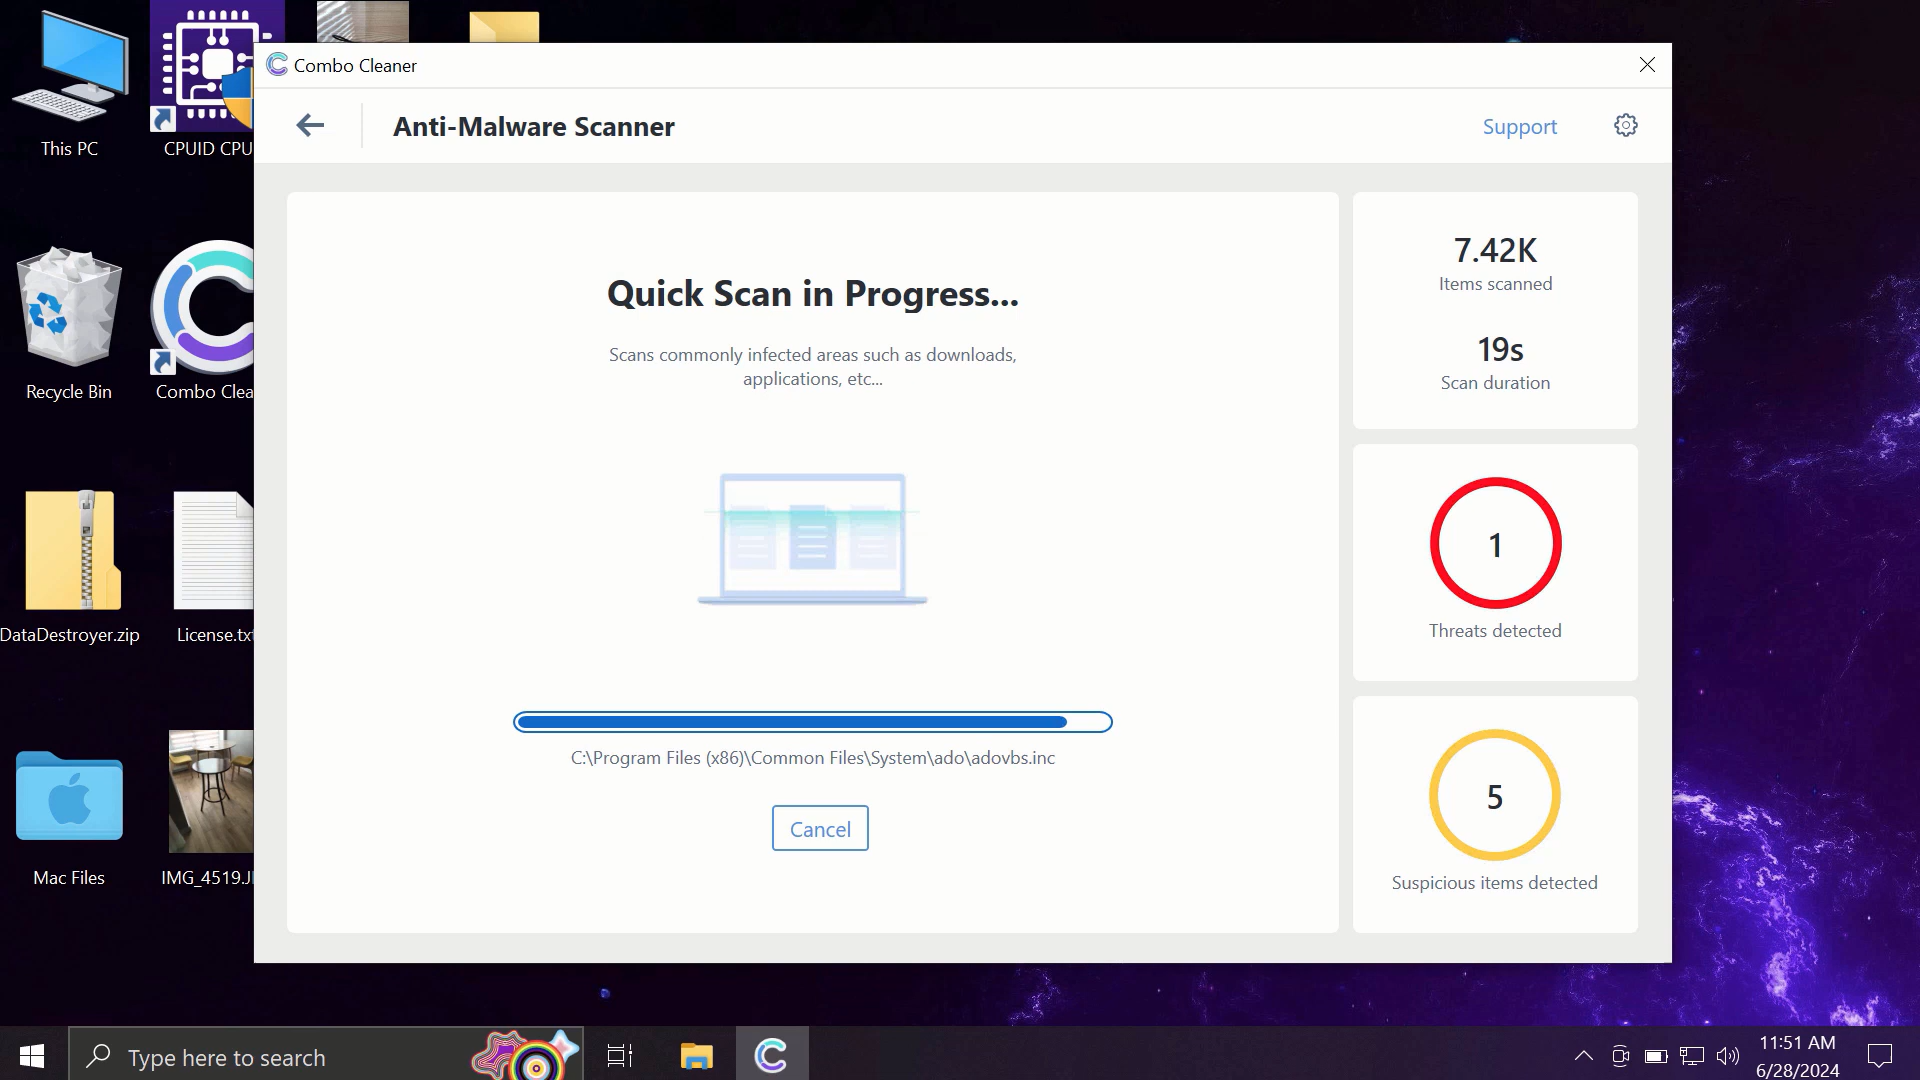 This PC
CPUID CPU
Recycle Bin
Combo Clea
DataDestroyer.zip
License.txt
Mac Files
IMG_4519.J
Combo Cleaner
Anti-Malware Scanner
Support
Quick Scan in Progress...
Scans commonly infected areas such as downloads,
applications, etc...
C:\Program Files (x86)\Common Files\System\ado\adovbs.inc
Cancel
7.42K
Items scanned
19s
Scan duration
1
Threats detected
5
Suspicious items detected
Type here to search
11:51 AM
6/28/2024